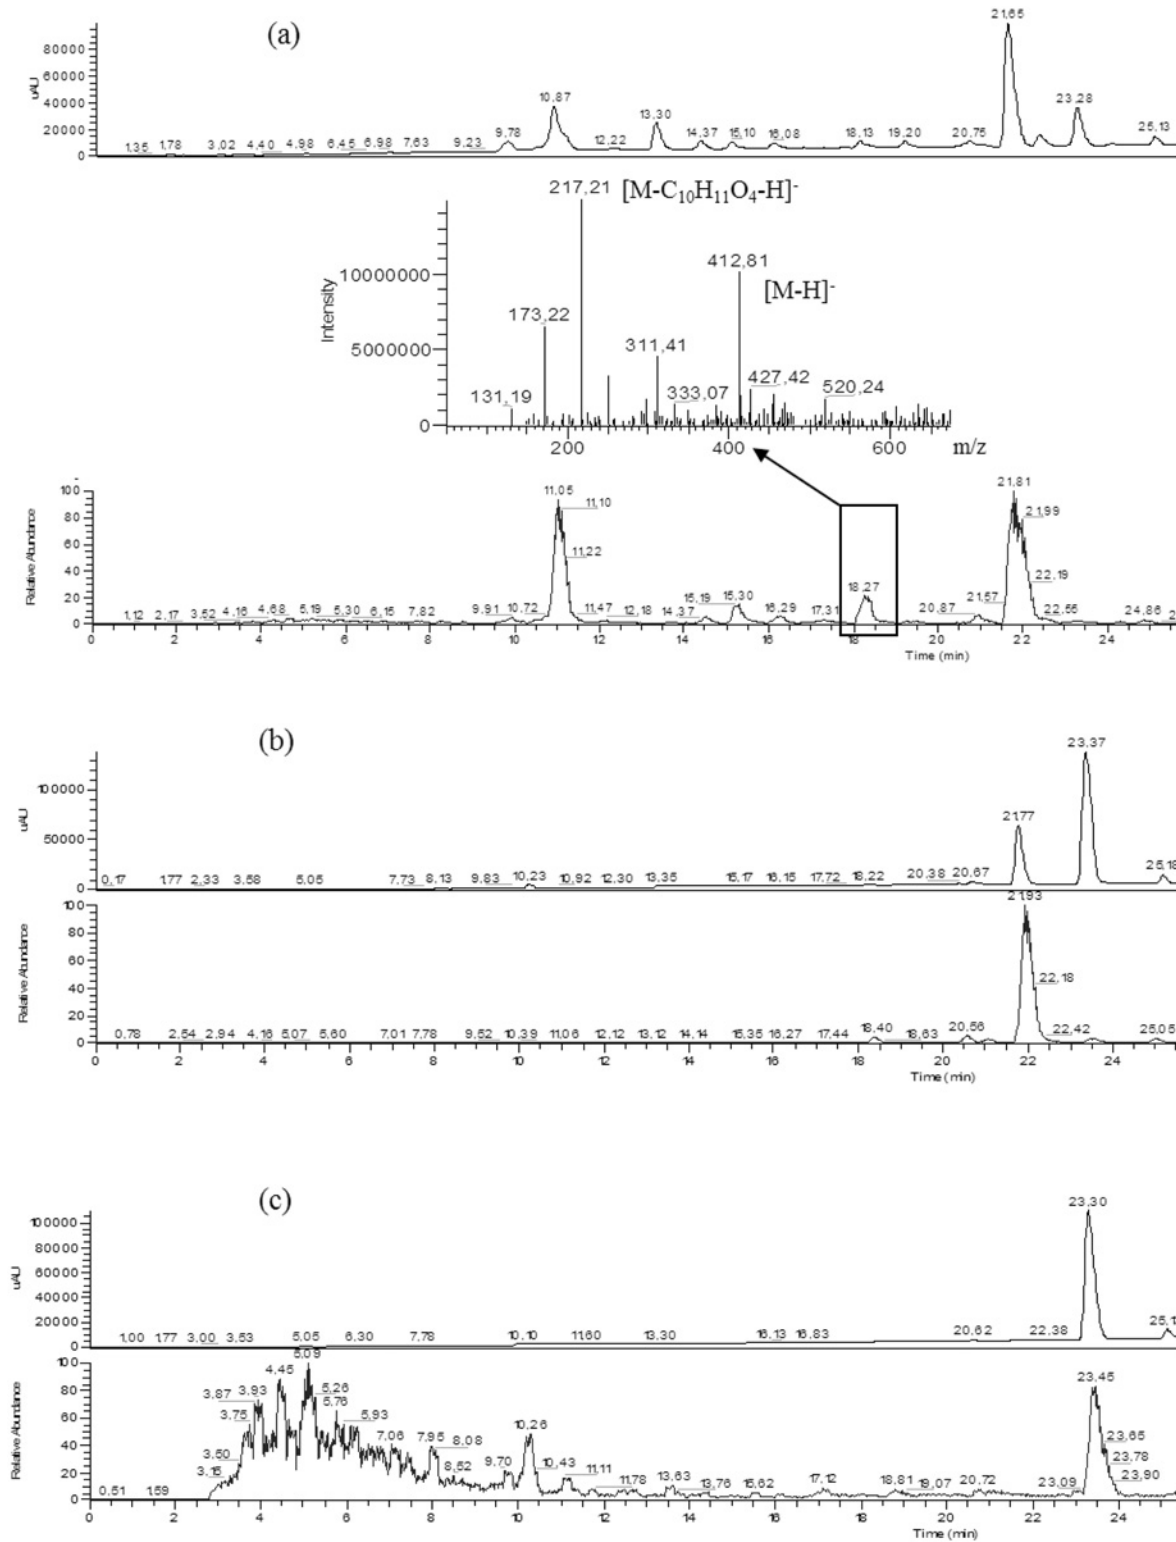 (a)
21,65
80000
60000
40000
20000
0
uAU
10,87
13,30
23,28
1,35 1,78 3,02 4,40 4,98 6,45 6,98 7,63 9,23 9,78 12,22 14,37 15,10 16,08 18,13 19,20 20,75 25,13
217,21 [M-C₁₀H₁₁O₄-H]⁻
412,81
[M-H]⁻
10000000
5000000
0
Intensity
173,22
311,41
131,19 333,07 427,42 520,24
200 400 600 m/z
100
80
60
40
20
0
Relative Abundance
11,05
11,10
11,22
21,81
21,99
22,19
18,27
1,12 2,17 3,52 4,16 4,68 5,19 5,30 6,15 7,82 9,91 10,72 11,47 12,18 14,37 15,19 15,30 16,29 17,31 20,87 21,57 22,55 24,86
0 2 4 6 8 10 12 14 16 18 20 22 24
Time (min)
(b)
23,37
21,77
100000
50000
0
uAU
0,17 1,77 2,33 3,58 5,05 7,73 8,13 9,83 10,23 10,92 12,30 13,35 15,17 16,15 17,72 18,22 20,38 20,67 25,18
100
80
60
40
20
0
Relative Abundance
21,93
22,18
0,78 2,54 2,94 4,16 5,07 5,60 7,01 7,78 9,52 10,39 11,06 12,12 13,12 14,14 15,35 16,27 17,44 18,40 18,63 20,56 22,42 25,05
0 2 4 6 8 10 12 14 16 18 20 22 24
Time (min)
(c)
23,30
100000
80000
60000
40000
20000
0
uAU
1,00 1,77 3,00 3,53 5,05 6,30 7,78 10,10 11,60 13,30 16,13 16,83 20,62 22,38
100
80
60
40
20
0
Relative Abundance
5,09
4,45
3,87 3,93
3,75
3,50
3,15
5,26
5,76
5,93
7,06
7,95
8,08
8,52
9,70
10,26
10,43
11,11
23,45
23,65
23,78
23,90
0,51 1,59 11,78 13,63 13,76 15,62 17,12 18,81 19,07 20,72 23,09
0 2 4 6 8 10 12 14 16 18 20 22 24
Time (min)